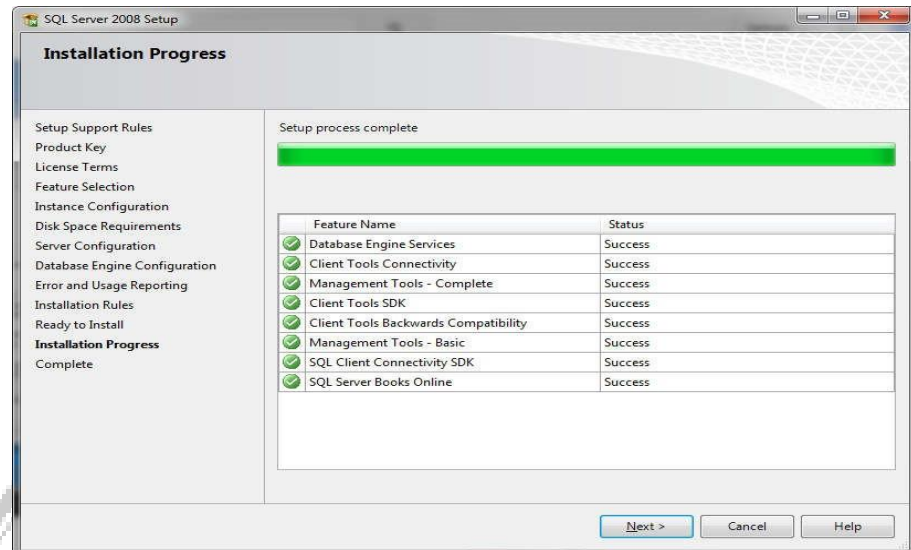 SQL Server 2008 Setup
Installation Progress
Setup Support Rules
Product Key
License Terms
Feature Selection
Instance Configuration
Disk Space Requirements
Server Configuration
Database Engine Configuration
Error and Usage Reporting
Installation Rules
Ready to Install
Installation Progress
Complete
Setup process complete
Feature Name Status
Database Engine Services Success
Client Tools Connectivity Success
Management Tools - Complete Success
Client Tools SDK Success
Client Tools Backwards Compatibility Success
Management Tools - Basic Success
SQL Client Connectivity SDK Success
SQL Server Books Online Success
Next > Cancel Help